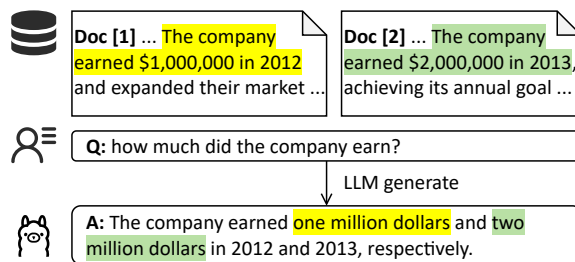 Doc [1] ... The company
earned $1,000,000 in 2012
and expanded their market ...
Doc [2] ... The company
earned $2,000,000 in 2013,
achieving its annual goal ...
Q: how much did the company earn?
LLM generate
A: The company earned one million dollars and two
million dollars in 2012 and 2013, respectively.